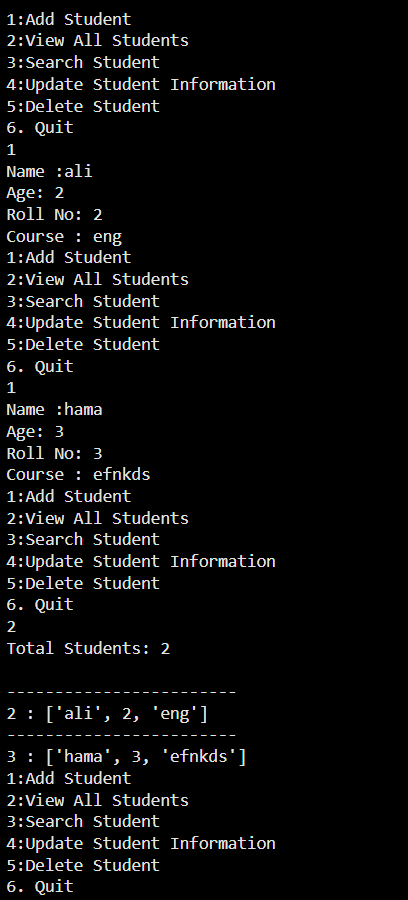 1:Add Student
2:View All Students
3:Search Student
4:Update Student Information
5:Delete Student
6. Quit
1
Name :ali
Age: 2
Roll No: 2
Course : eng
1:Add Student
2:View All Students
3:Search Student
4:Update Student Information
5:Delete Student
6. Quit
1
Name :hama
Age: 3
Roll No: 3
Course : efnkds
1:Add Student
2:View All Students
3:Search Student
4:Update Student Information
5:Delete Student
6. Quit
2
Total Students: 2

------------------------
2 : ['ali', 2, 'eng']
------------------------
3 : ['hama', 3, 'efnkds']
1:Add Student
2:View All Students
3:Search Student
4:Update Student Information
5:Delete Student
6. Quit